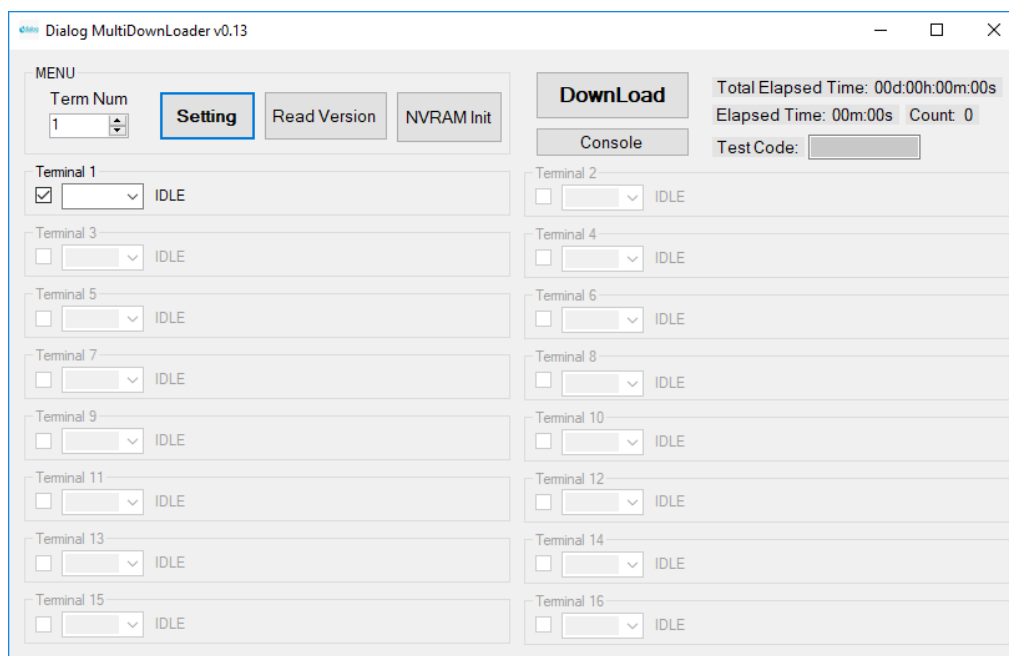 Dialog MultiDownLoader v0.13
MENU
Term Num
1
Setting
Read Version
NVRAM Init
DownLoad
Console
Total Elapsed Time: 00d:00h:00m:00s
Elapsed Time: 00m:00s Count: 0
Test Code:
Terminal 1
IDLE
Terminal 2
IDLE
Terminal 3
IDLE
Terminal 4
IDLE
Terminal 5
IDLE
Terminal 6
IDLE
Terminal 7
IDLE
Terminal 8
IDLE
Terminal 9
IDLE
Terminal 10
IDLE
Terminal 11
IDLE
Terminal 12
IDLE
Terminal 13
IDLE
Terminal 14
IDLE
Terminal 15
IDLE
Terminal 16
IDLE